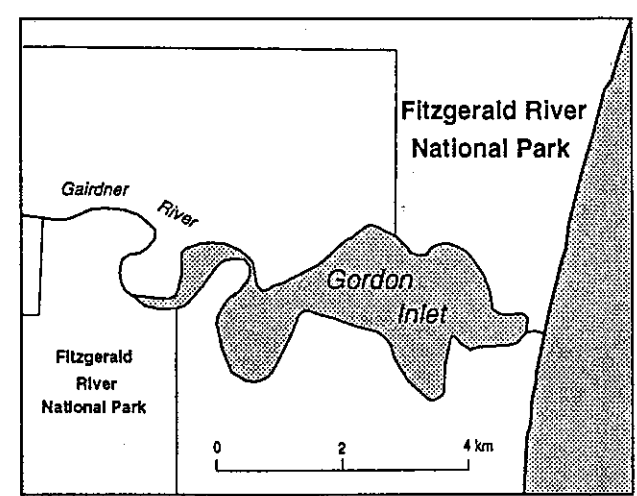 Fitzgerald River
National Park
Gairdner
River
Gordon
Inlet
Fitzgerald
River
National Park
0 2 4 km